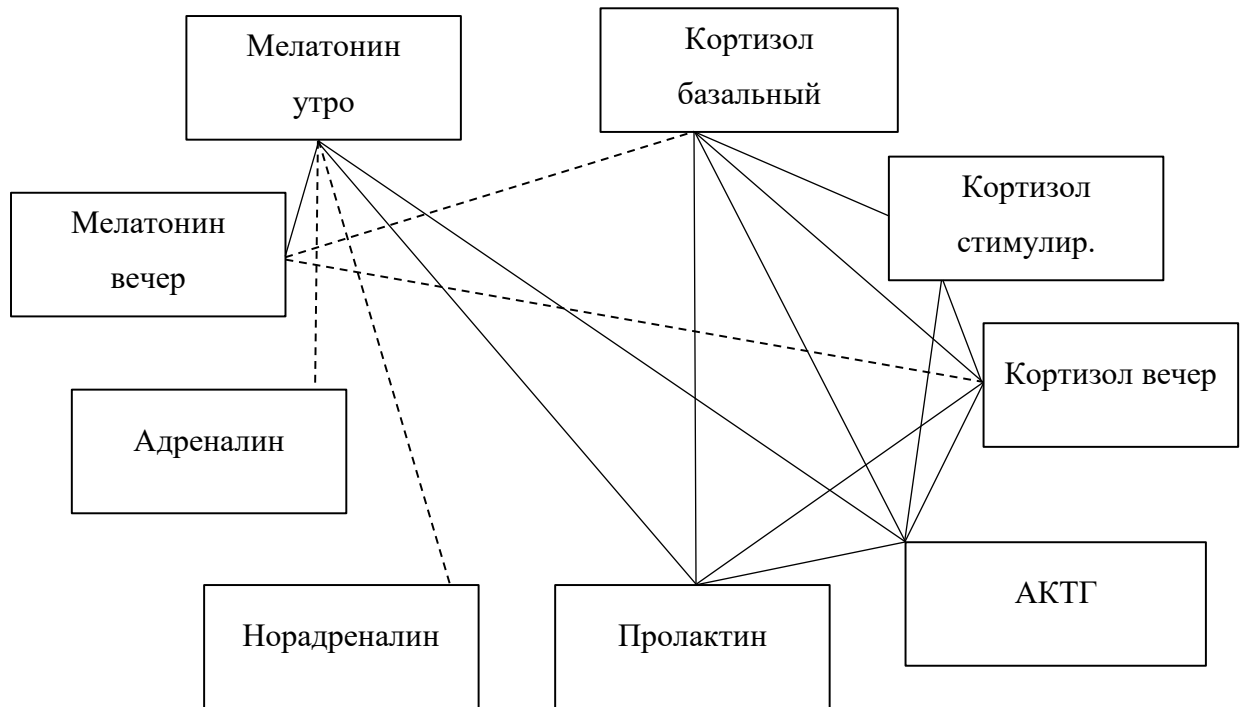 Мелатонин
утро
Кортизол
базальный
Кортизол
стимулир.
Мелатонин
вечер
Кортизол вечер
Адреналин
АКТГ
Норадреналин
Пролактин